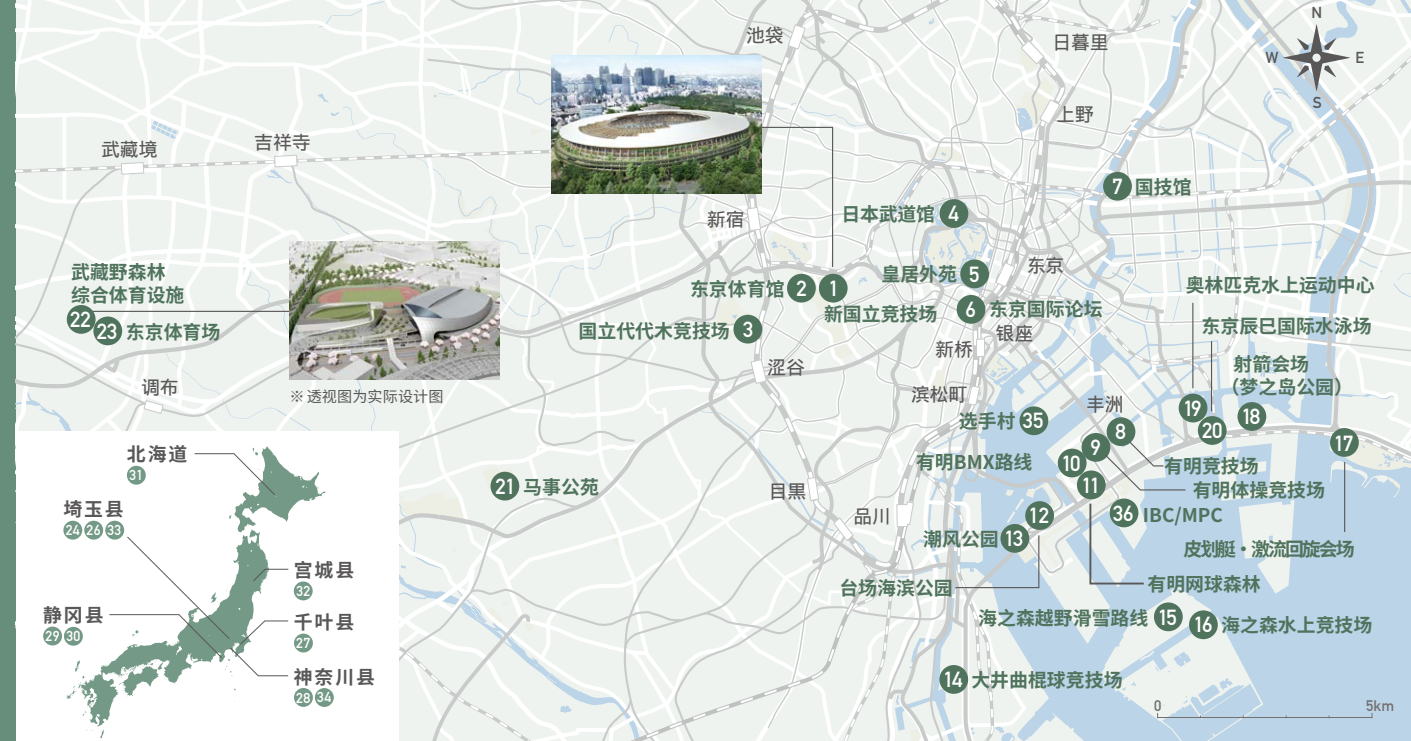 池袋
日暮里
N
W
E
S
上野
武藏境
吉祥寺
7 国技馆
新宿
日本武道馆 4
武藏野森林
综合体育设施
22
23 东京体育场
皇居外苑 5
东京
东京体育馆 2
1
新国立竞技场
6 东京国际论坛
银座
国立代代木竞技场 3
新桥
涩谷
奥林匹克水上运动中心
东京辰巳国际水泳场
射箭会场
（梦之岛公园）
19
20
18
17
调布
※ 透视图为实际设计图
滨松町
丰洲
选手村 35
8
9
10
11
有明BMX路线
有明竞技场
有明体操竞技场
21 马事公苑
目黒
品川
36 IBC/MPC
12
潮风公园 13
皮划艇・激流回旋会场
台场海滨公园
有明网球森林
海之森越野滑雪路线 15
16 海之森水上竞技场
14 大井曲棍球竞技场
0
5km
北海道
31
埼玉县
24 26 33
宫城县
32
静冈县
29 30
千叶县
27
神奈川县
28 34